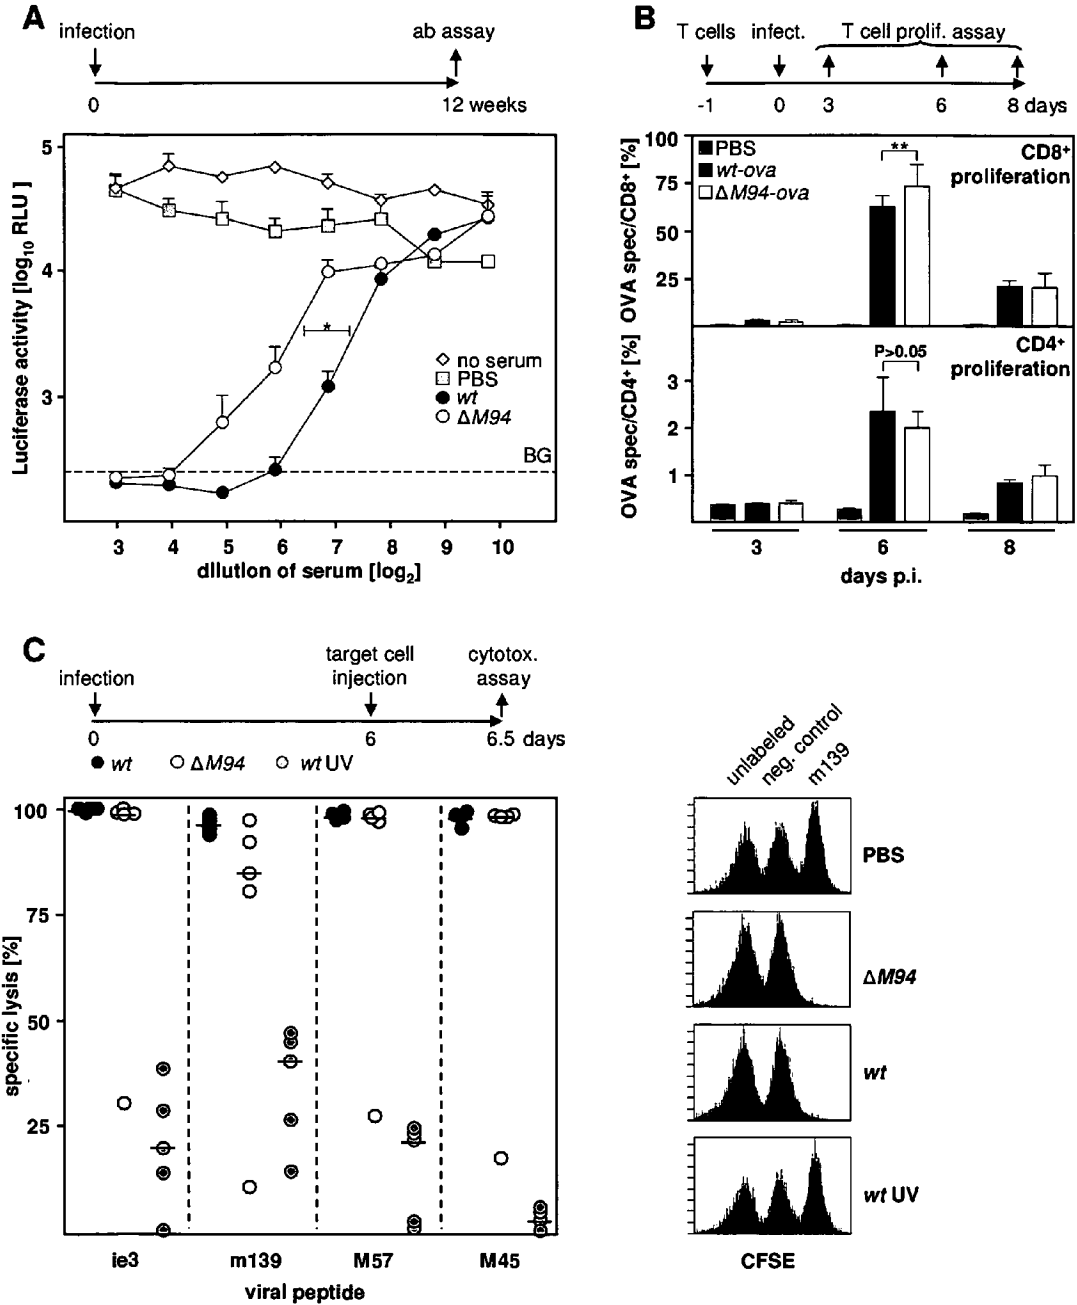 A
infection
ab assay
0
12 weeks
5
4
3
Luciferase activity [log10 RLU ]
*
no serum
PBS
wt
ΔM94
BG
3 4 5 6 7 8 9 10
dilution of serum [log2]
B
T cells infect. T cell prolif. assay
-1 0 3 6 8 days
100
75
50
25
OVA spec/CD8+ [%]
PBS
wt-ova
ΔM94-ova
**
CD8+
proliferation
3
2
1
OVA spec/CD4+ [%]
P>0.05
CD4+
proliferation
3 6 8
days p.i.
C
infection
target cell
injection
cytotox.
assay
0 6 6.5 days
wt ΔM94 wt UV
100
75
50
25
specific lysis [%]
ie3 m139 M57 M45
viral peptide
unlabeled
neg. control
m139
PBS
ΔM94
wt
wt UV
CFSE